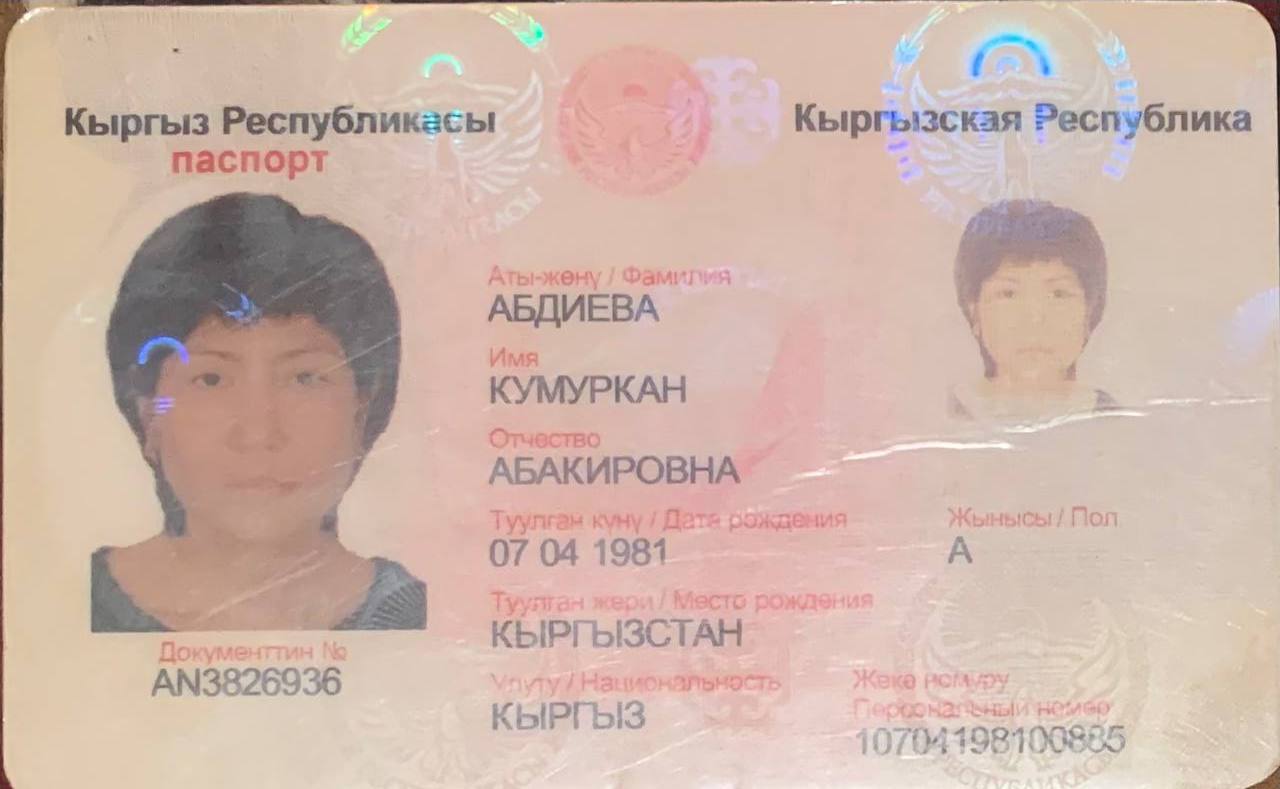 Кыргыз Республикасы
паспорт
Кыргызская Республика
Аты-жөнү / Фамилия
АБДИЕВА
Имя
КУМУРКАН
Отчество
АБАКИРОВНА
Туулган күнү / Дата рождения
07 04 1981
Жынысы / Пол
А
Туулган жери / Место рождения
КЫРГЫЗСТАН
Документтин №
AN3826936
Улуту / Национальность
КЫРГЫЗ
Жеке номуру
Персональный номер
10704198100885